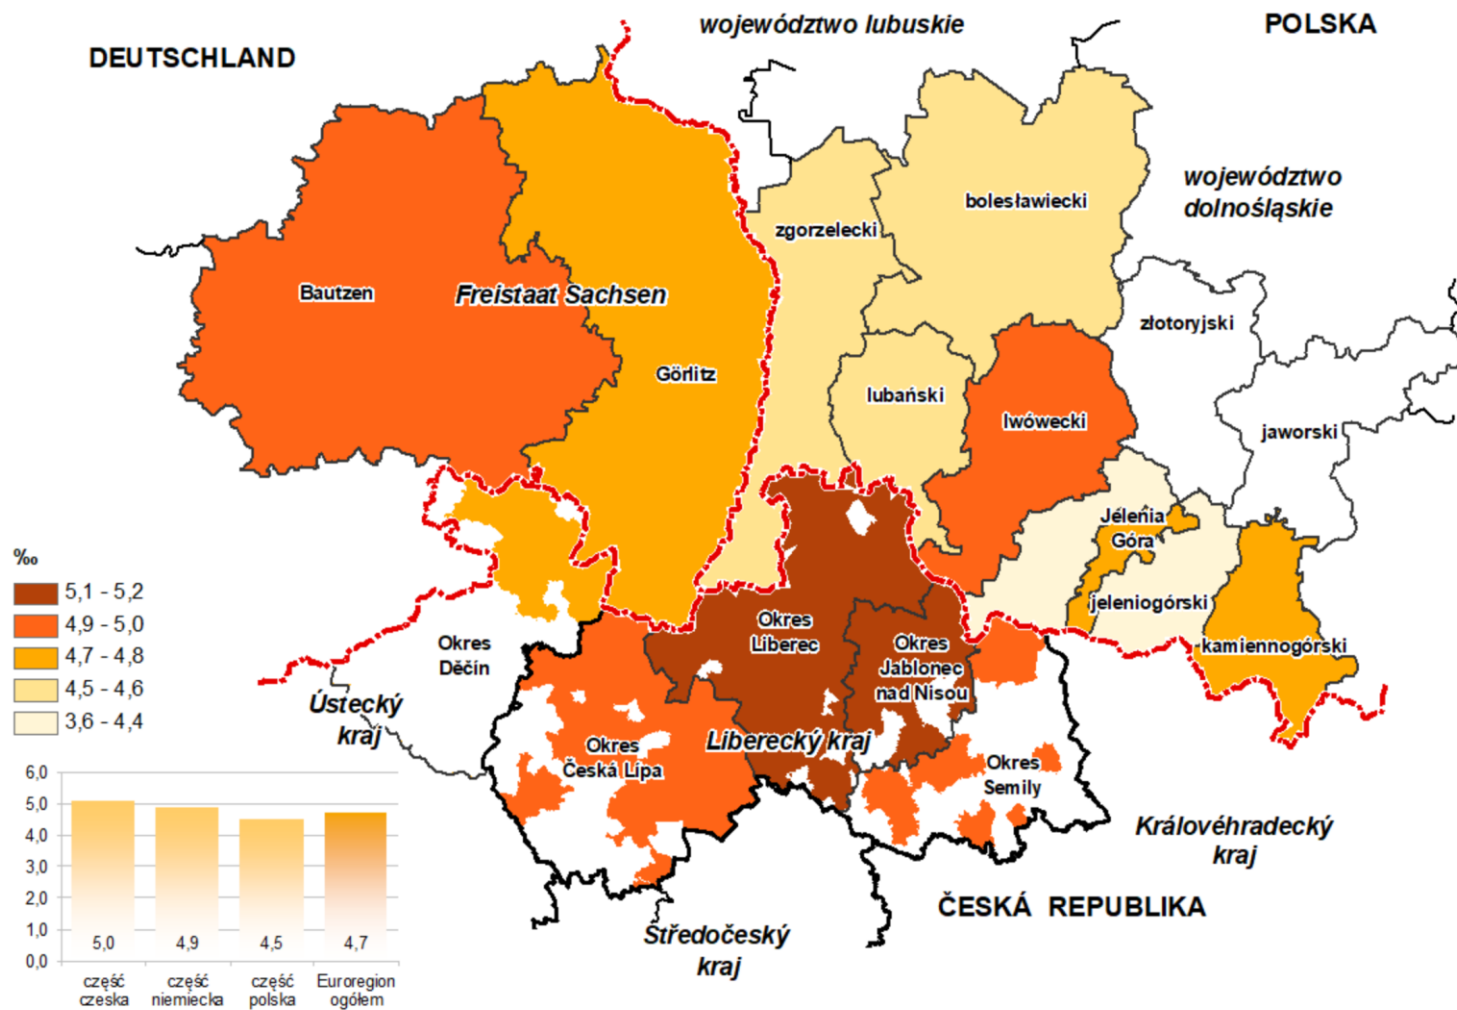 DEUTSCHLAND
województwo lubuskie
POLSKA
województwo
dolnośląskie
bolesławiecki
zgorzelecki
Bautzen
Freistaat Sachsen
złotoryjski
Görlitz
lubański
lwówecki
jaworski
Jelenia
Góra
jeleniogórski
kamiennogórski
‰
5,1 - 5,2
4,9 - 5,0
4,7 - 4,8
4,5 - 4,6
3,6 - 4,4
Okres
Děčín
Okres
Liberec
Okres
Jablonec
nad Nisou
Ústecký
kraj
Okres
Česká Lípa
Liberecký kraj
Okres
Semily
Královéhradecký
kraj
ČESKÁ REPUBLIKA
Středočeský
kraj
6,0
5,0
4,0
3,0
2,0
1,0
0,0
5,0
4,9
4,5
4,7
część
czeska
część
niemiecka
część
polska
Euroregion
ogółem